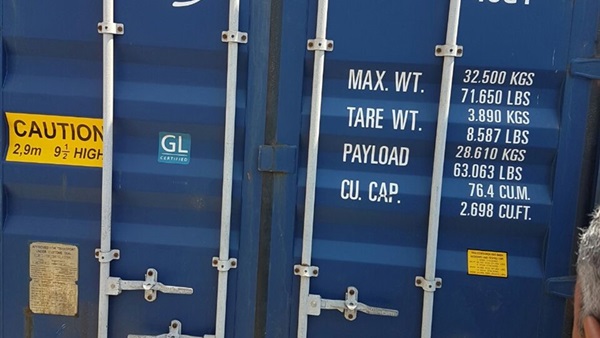 CAUTION
2,9m 9½ HIGH
GL
CERTIFIED
MAX. WT. 32.500 KGS
71.650 LBS
TARE WT. 3.890 KGS
8.587 LBS
PAYLOAD 28.610 KGS
63.063 LBS
CU. CAP. 76.4 CU.M.
2.698 CU.FT.